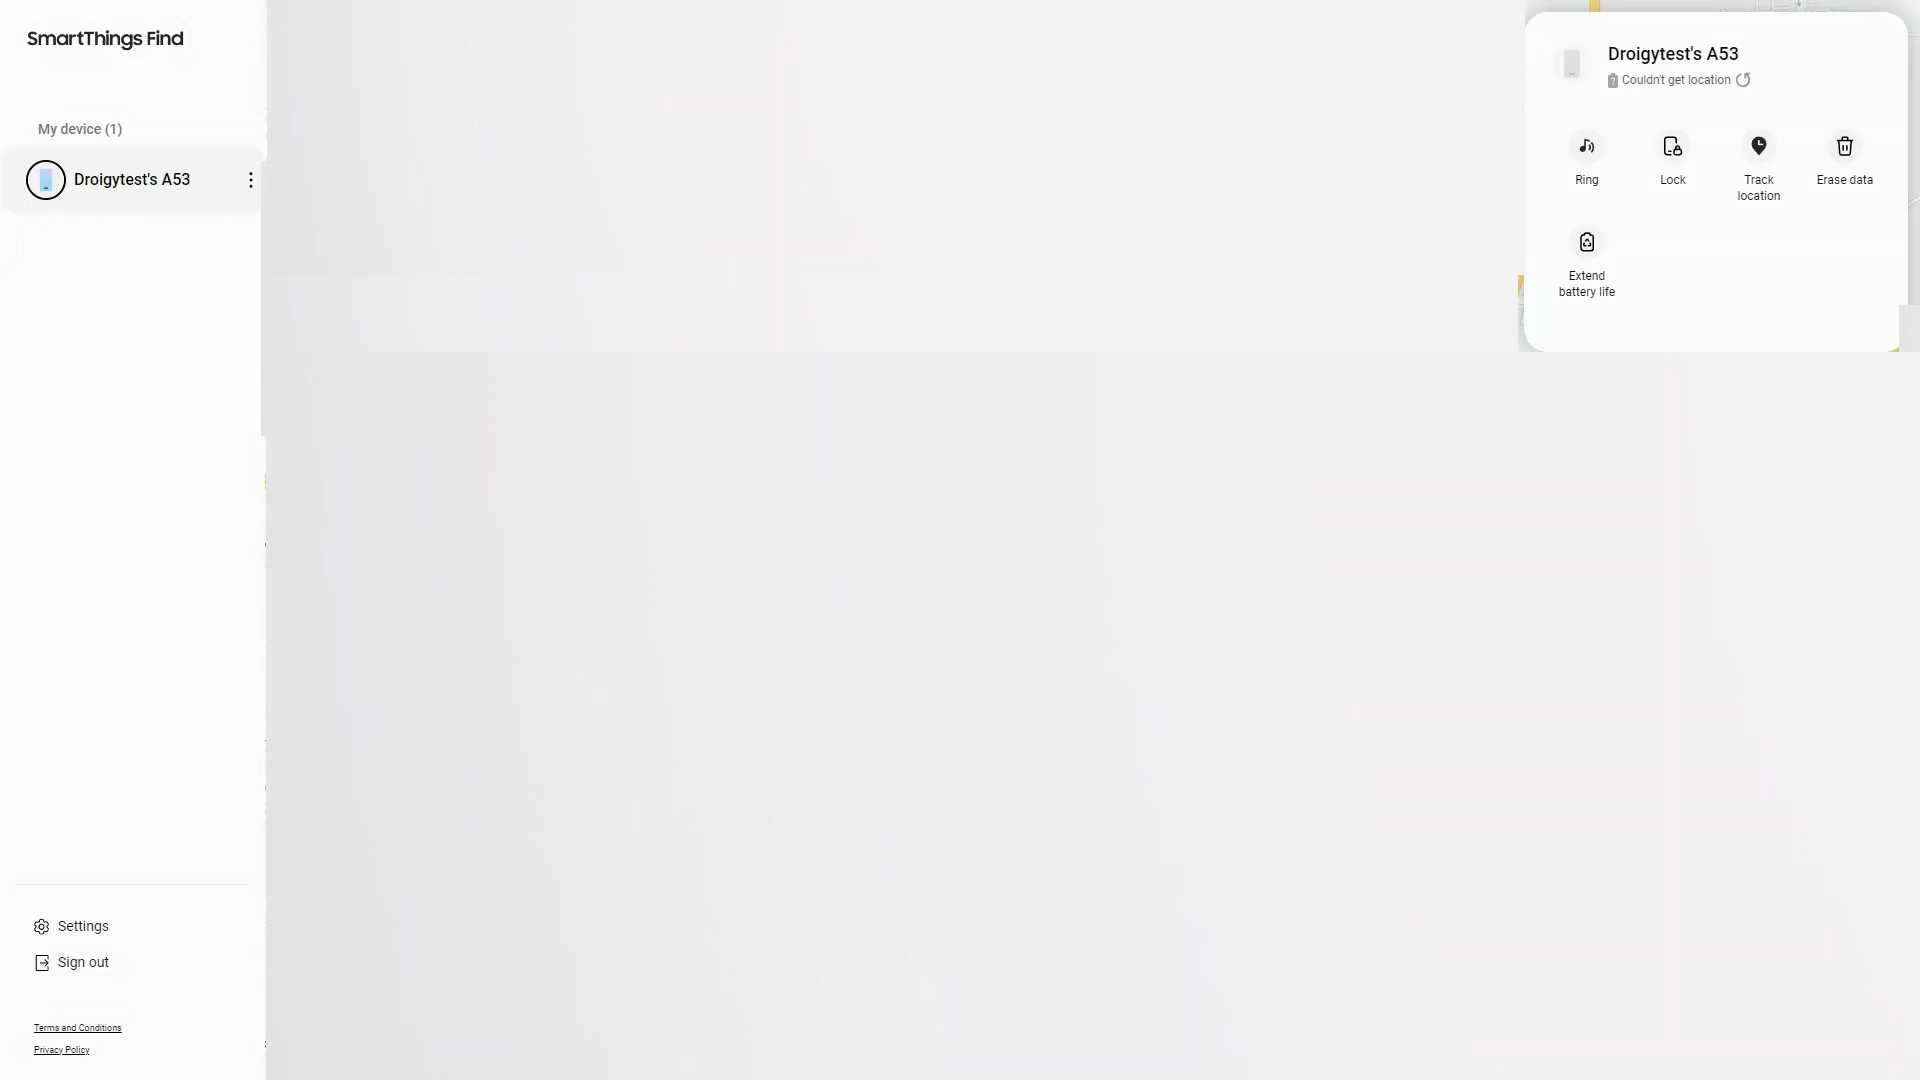 SmartThings Find
My device (1)
Droigytest's A53
Settings
Sign out
Terms and Conditions
Privacy Policy
Droigytest's A53
Couldn't get location
Ring
Lock
Track
location
Erase data
Extend
battery life